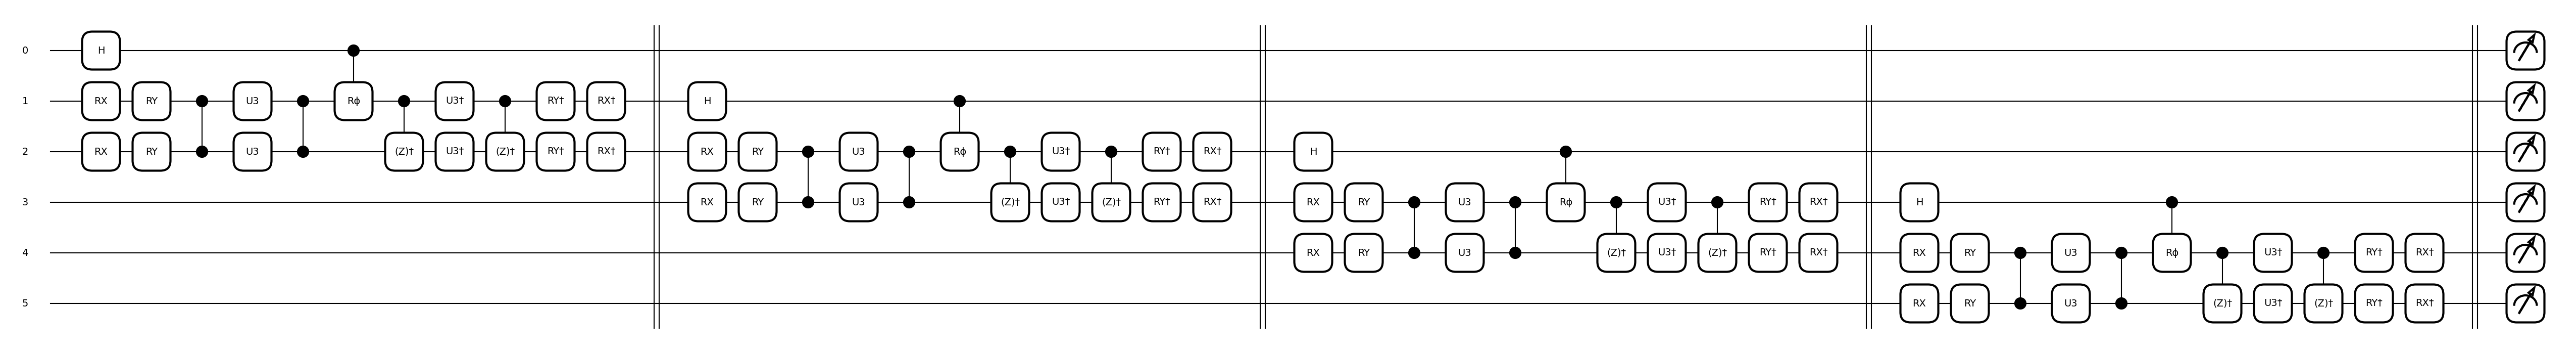 0 H
1 RX RY U3 Rϕ U3† RY† RX† H
2 RX RY U3 (Z)† U3† (Z)† RY† RX† RX RY U3 Rϕ U3† RY† RX† H
3 RX RY U3 (Z)† U3† (Z)† RY† RX† RX RY U3 Rϕ U3† RY† RX† H
4 RX RY U3 (Z)† U3† (Z)† RY† RX† RX RY U3 Rϕ U3† RY† RX†
5 RX RY U3 (Z)† U3† (Z)† RY† RX†